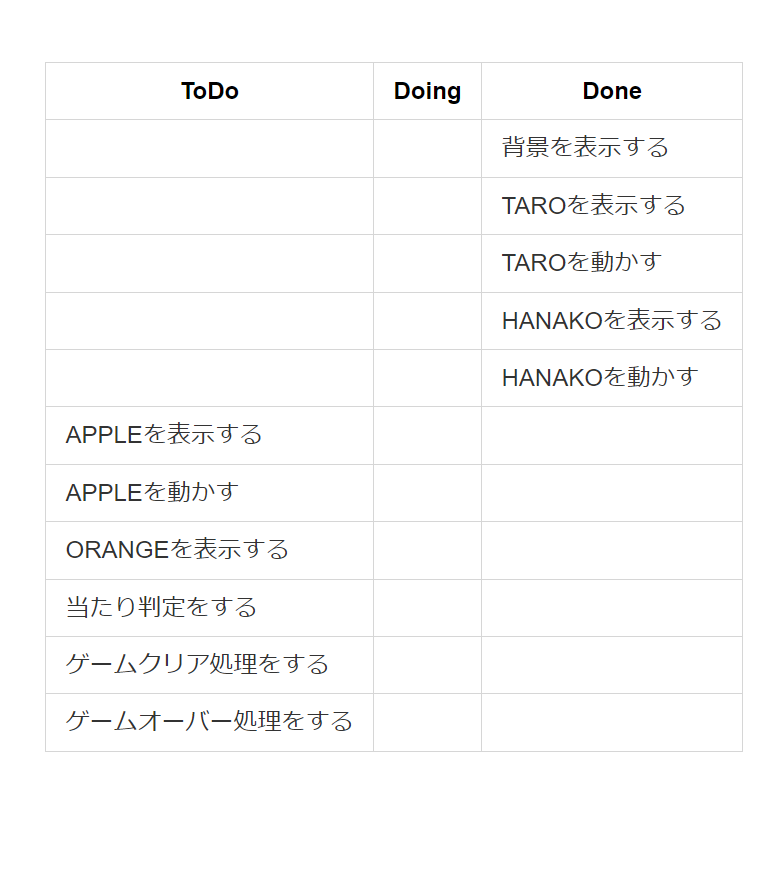 ToDo Doing Done
背景を表示する
TAROを表示する
TAROを動かす
HANAKOを表示する
HANAKOを動かす
APPLEを表示する
APPLEを動かす
ORANGEを表示する
当たり判定をする
ゲームクリア処理をする
ゲームオーバー処理をする